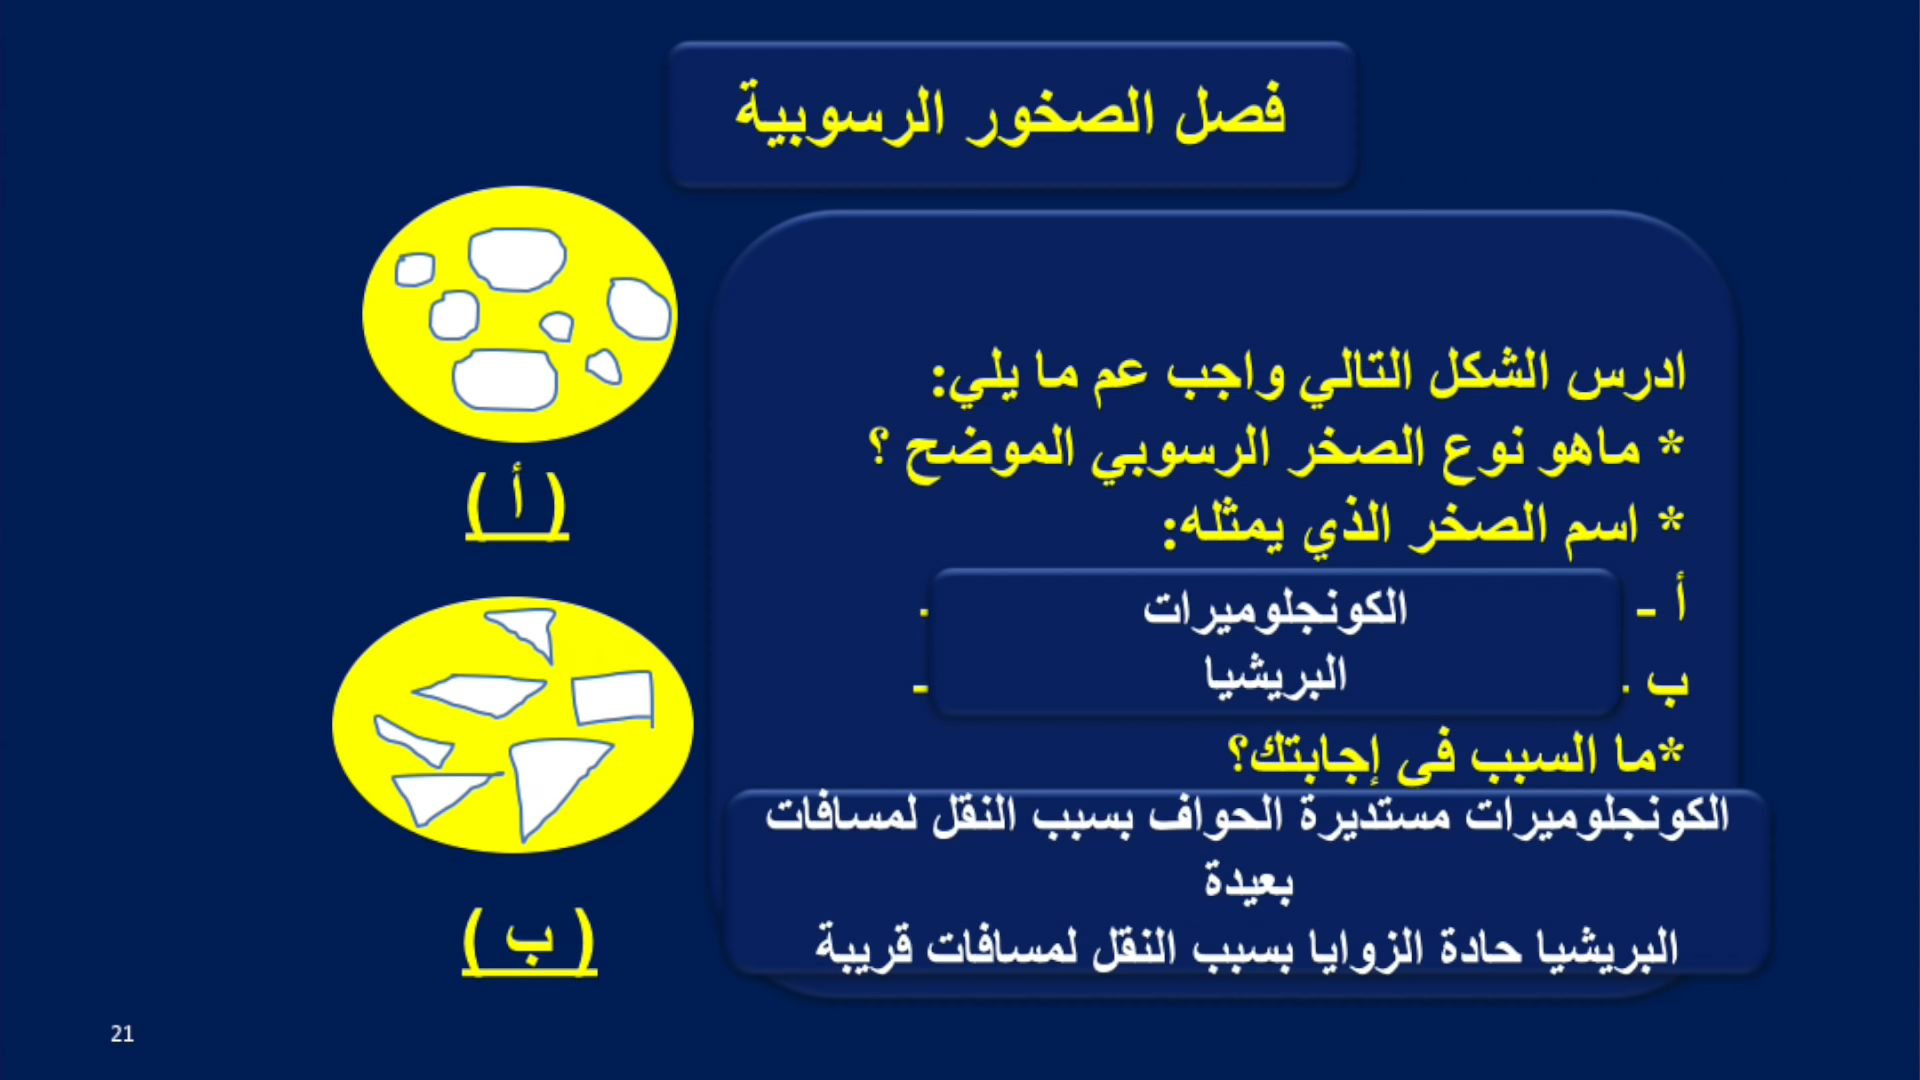 فصل الصخور الرسوبية
ادرس الشكل التالي واجب عم ما يلي:
* ماهو نوع الصخر الرسوبي الموضح ؟
* اسم الصخر الذي يمثله:
أ -
الكونجلوميرات
ب -
البريشيا
*ما السبب في إجابتك؟
الكونجلوميرات مستديرة الحواف بسبب النقل لمسافات
بعيدة
البريشيا حادة الزوايا بسبب النقل لمسافات قريبة
( أ )
( ب )
21